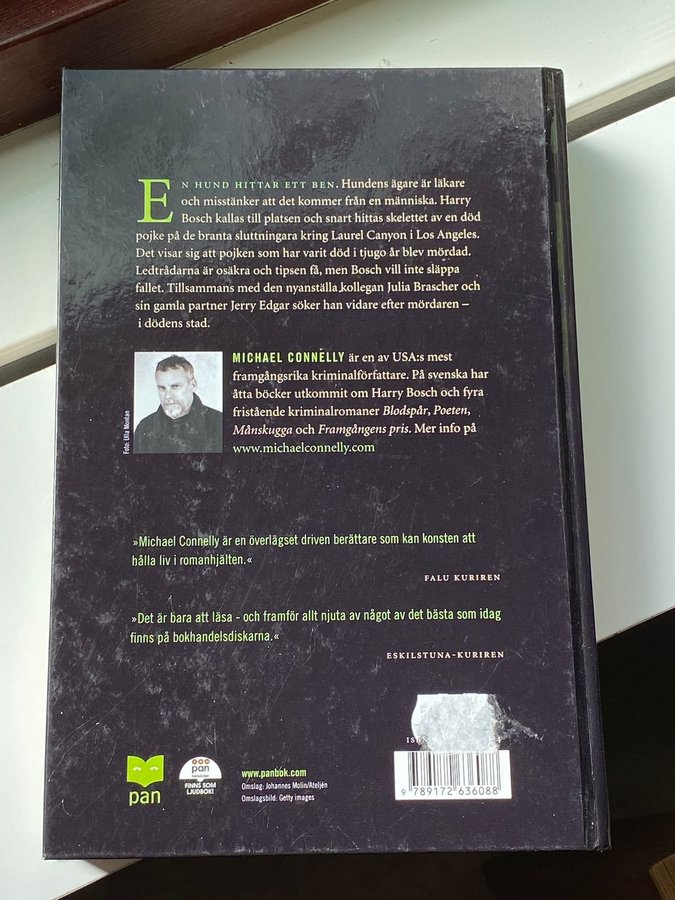 EN HUND HITTAR ETT BEN. Hundens ägare är läkare
och misstänker att det kommer från en människa. Harry
Bosch kallas till platsen och snart hittas skelettet av en död
pojke på de branta sluttningara kring Laurel Canyon i Los Angeles.
Det visar sig att pojken som har varit död i tjugo år blev mördad.
Ledtrådarna är osäkra och tipsen få, men Bosch vill inte släppa
fallet. Tillsammans med den nyanställa kollegan Julia Brascher och
sin gamla partner Jerry Edgar söker han vidare efter mördaren –
i dödens stad.
MICHAEL CONNELLY är en av USA:s mest
framgångsrika kriminalförfattare. På svenska har
åtta böcker utkommit om Harry Bosch och fyra
fristående kriminalromaner Blodspår, Poeten,
Månskugga och Framgångens pris. Mer info på
www.michaelconnelly.com
Foto: Ulla Montan
»Michael Connelly är en överlägset driven berättare som kan konsten att
hålla liv i romanhjälten.«
FALU KURIREN
»Det är bara att läsa - och framför allt njuta av något av det bästa som idag
finns på bokhandelsdiskarna.«
ESKILSTUNA-KURIREN
ISBN
pan
pan
FINNS SOM
LJUDBOK!
www.panbok.com
Omslag: Johannes Molin/Ateljén
Omslagsbild: Getty images
9 789172 636088